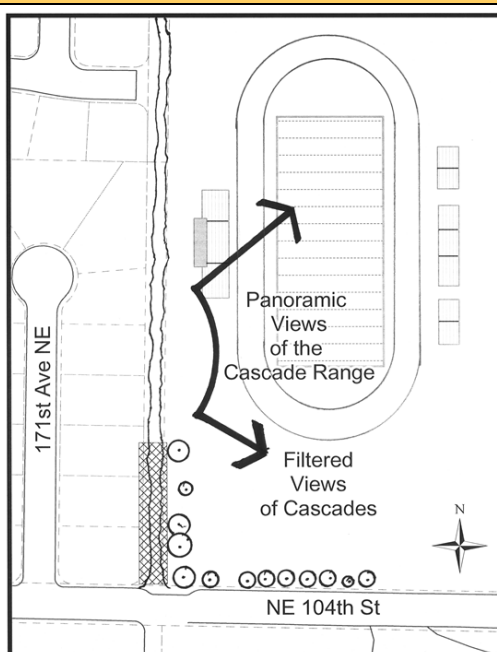 171st Ave NE
Panoramic
Views
of the
Cascade Range
Filtered
Views
of Cascades
N
NE 104th St